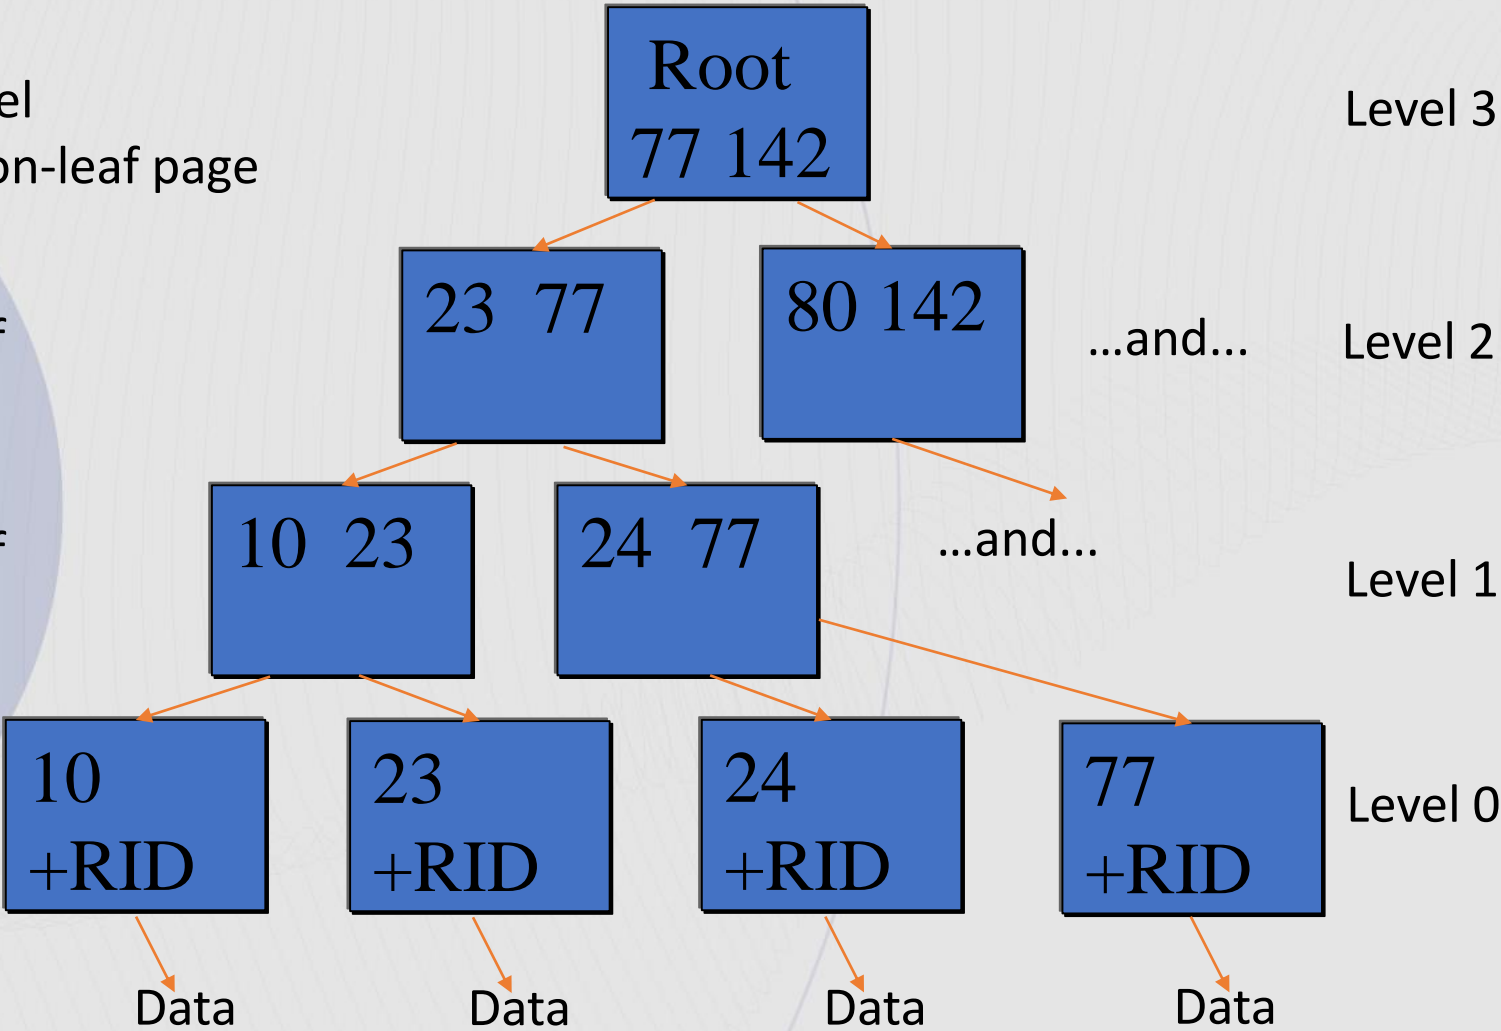 Root
77 142
Level 3
el
on-leaf page
23 77
80 142
...and...
Level 2
10 23
24 77
...and...
Level 1
10
+RID
23
+RID
24
+RID
77
+RID
Level 0
Data
Data
Data
Data